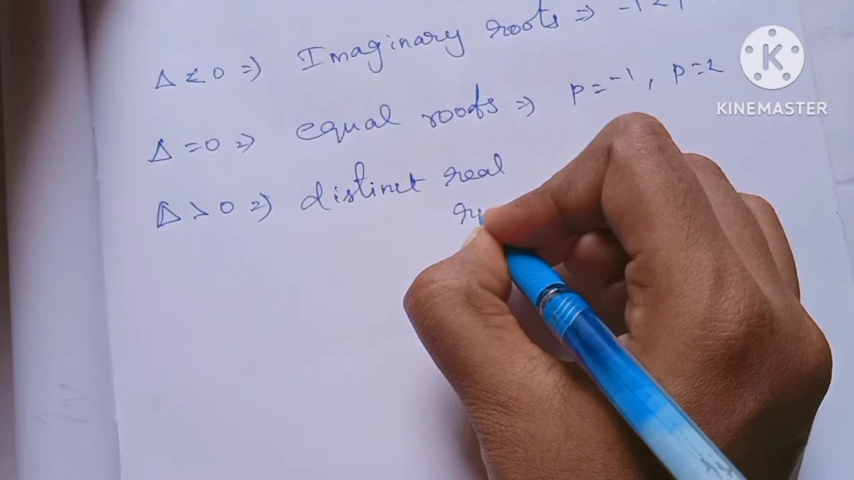 Δ < 0 ⇒ Imaginary roots ⇒ -1 <
Δ = 0 ⇒ equal roots ⇒ P = -1, P = 2
Δ > 0 ⇒ distinct real
K
KINEMASTER